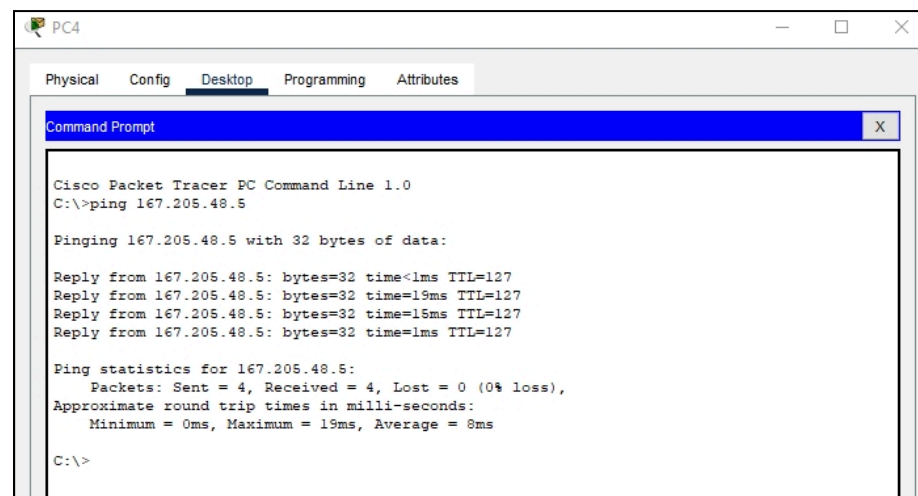 PC4
Physical Config Desktop Programming Attributes
Command Prompt X
Cisco Packet Tracer PC Command Line 1.0
C:\>ping 167.205.48.5
Pinging 167.205.48.5 with 32 bytes of data:
Reply from 167.205.48.5: bytes=32 time<1ms TTL=127
Reply from 167.205.48.5: bytes=32 time=19ms TTL=127
Reply from 167.205.48.5: bytes=32 time=15ms TTL=127
Reply from 167.205.48.5: bytes=32 time=1ms TTL=127
Ping statistics for 167.205.48.5:
Packets: Sent = 4, Received = 4, Lost = 0 (0% loss),
Approximate round trip times in milli-seconds:
Minimum = 0ms, Maximum = 19ms, Average = 8ms
C:\>